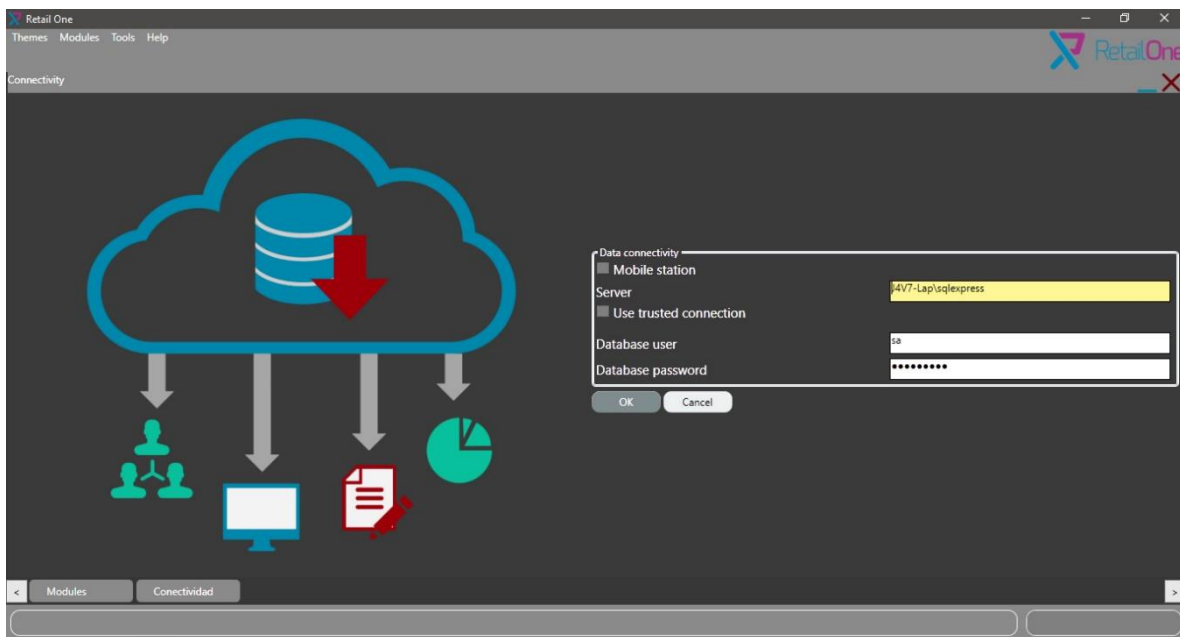 Retail One
Themes Modules Tools Help
RetailOne
Connectivity
Data connectivity
Mobile station
Server J4V7-Lap\sqlexpress
Use trusted connection
Database user sa
Database password •••••••••
OK Cancel
< Modules Conectividad >